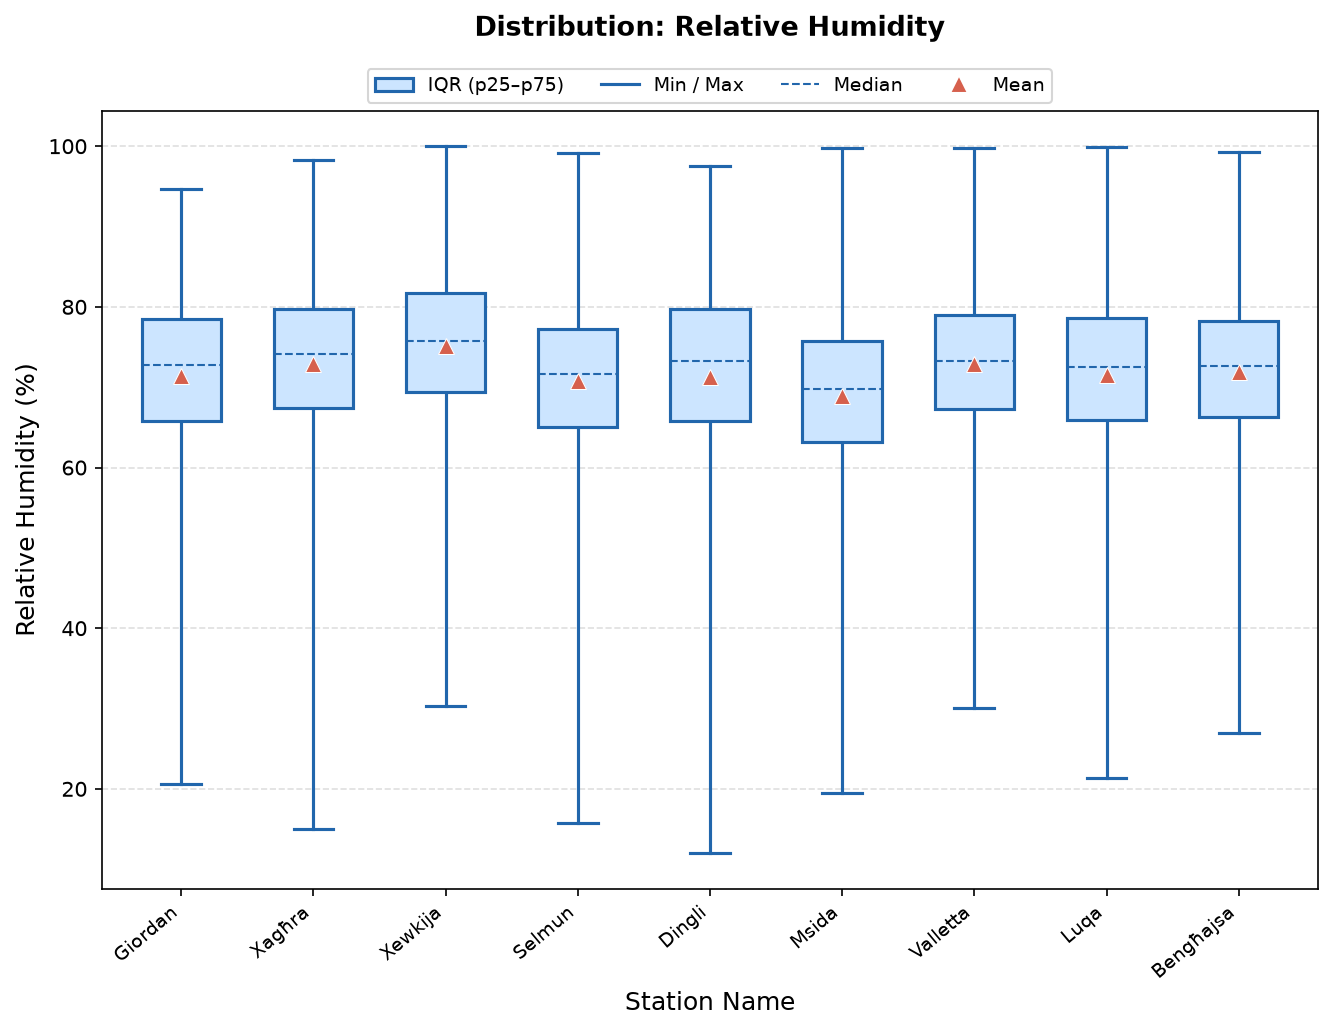 Distribution: Relative Humidity
IQR (p25–p75) Min / Max Median Mean
Relative Humidity (%)
100
80
60
40
20
Giordan Xagħra Xewkija Selmun Dingli Msida Valletta Luqa Bengħajsa
Station Name